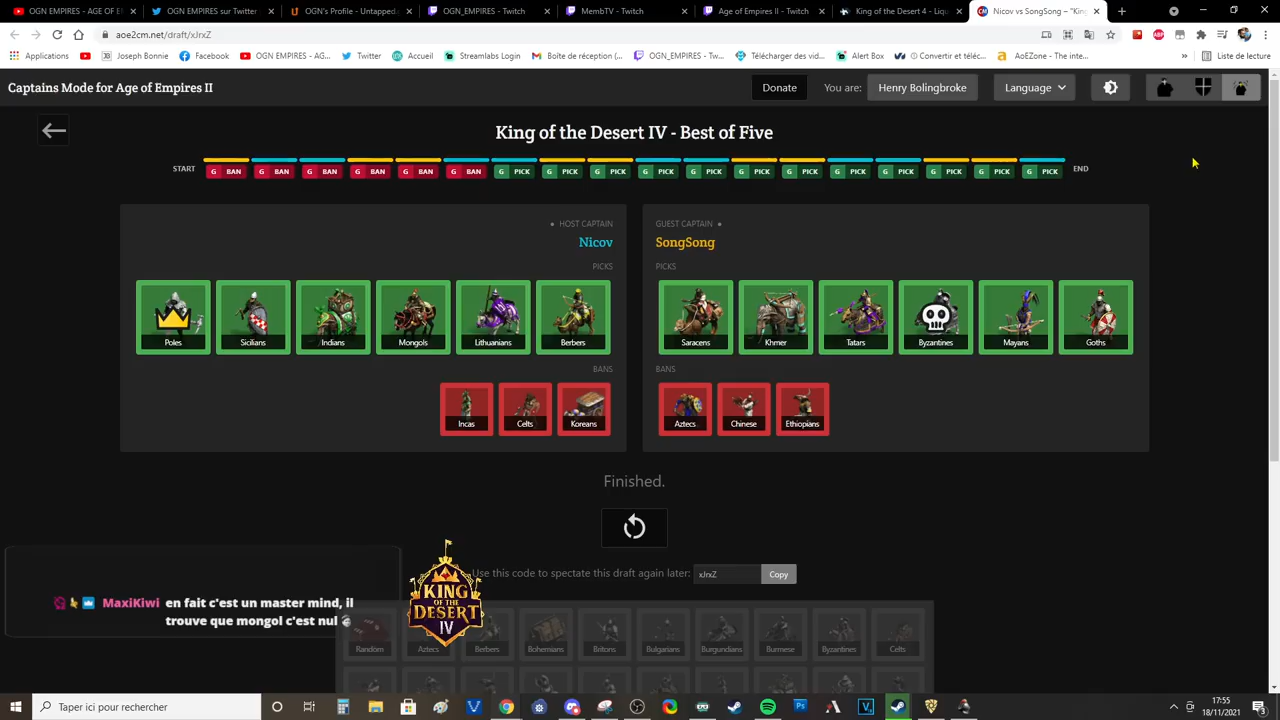 OGN EMPIRES - AGE OF E
OGN EMPIRES sur Twitter
OGN's Profile - Untapped.g
OGN_EMPIRES - Twitch
MembTV - Twitch
Age of Empires II - Twitch
King of the Desert 4 - Liqu
Nicov vs SongSong – "King
aoe2cm.net/draft/xJnxZ
Applications
Joseph Bonnie
Facebook
OGN EMPIRES - AG...
Twitter
Accueil
Streamlabs Login
Boîte de réception (...
OGN_EMPIRES - Tw...
Télécharger des vid...
Alert Box
ⓘ Convertir et téléc...
AoEZone - The inte...
Liste de lecture
Captains Mode for Age of Empires II
Donate
You are:
Henry Bolingbroke
Language
King of the Desert IV - Best of Five
START
G BAN
G BAN
G BAN
G BAN
G BAN
G BAN
G PICK
G PICK
G PICK
G PICK
G PICK
G PICK
G PICK
G PICK
G PICK
G PICK
G PICK
G PICK
END
HOST CAPTAIN
Nicov
PICKS
Poles
Sicilians
Indians
Mongols
Lithuanians
Berbers
BANS
Incas
Celts
Koreans
GUEST CAPTAIN
SongSong
PICKS
Saracens
Khmer
Tatars
Byzantines
Mayans
Goths
BANS
Aztecs
Chinese
Ethiopians
Finished.
Use this code to spectate this draft again later:
xJnxZ
Copy
MaxiKiwi en fait c'est un master mind, il
trouve que mongol c'est nul
KING
OF THE
DESERT
IV
Random
Aztecs
Berbers
Bohemians
Britons
Bulgarians
Burgundians
Burmese
Byzantines
Celts
Taper ici pour rechercher
17:55
18/11/2021